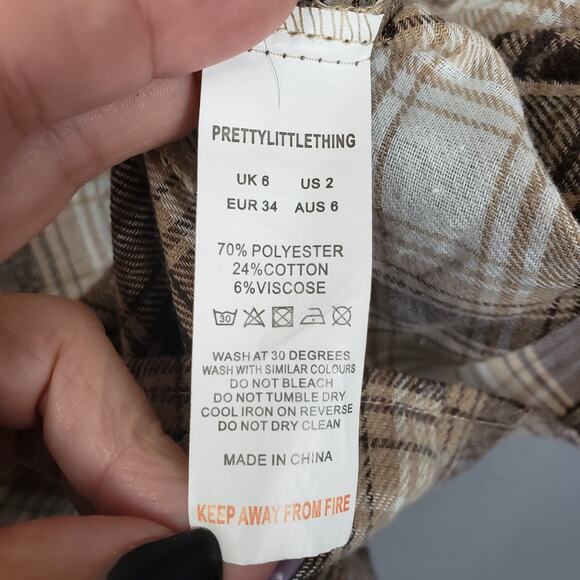 PRETTYLITTLETHING
UK 6 US 2
EUR 34 AUS 6
70% POLYESTER
24%COTTON
6%VISCOSE
30
WASH AT 30 DEGREES
WASH WITH SIMILAR COLOURS
DO NOT BLEACH
DO NOT TUMBLE DRY
COOL IRON ON REVERSE
DO NOT DRY CLEAN
MADE IN CHINA
KEEP AWAY FROM FIRE